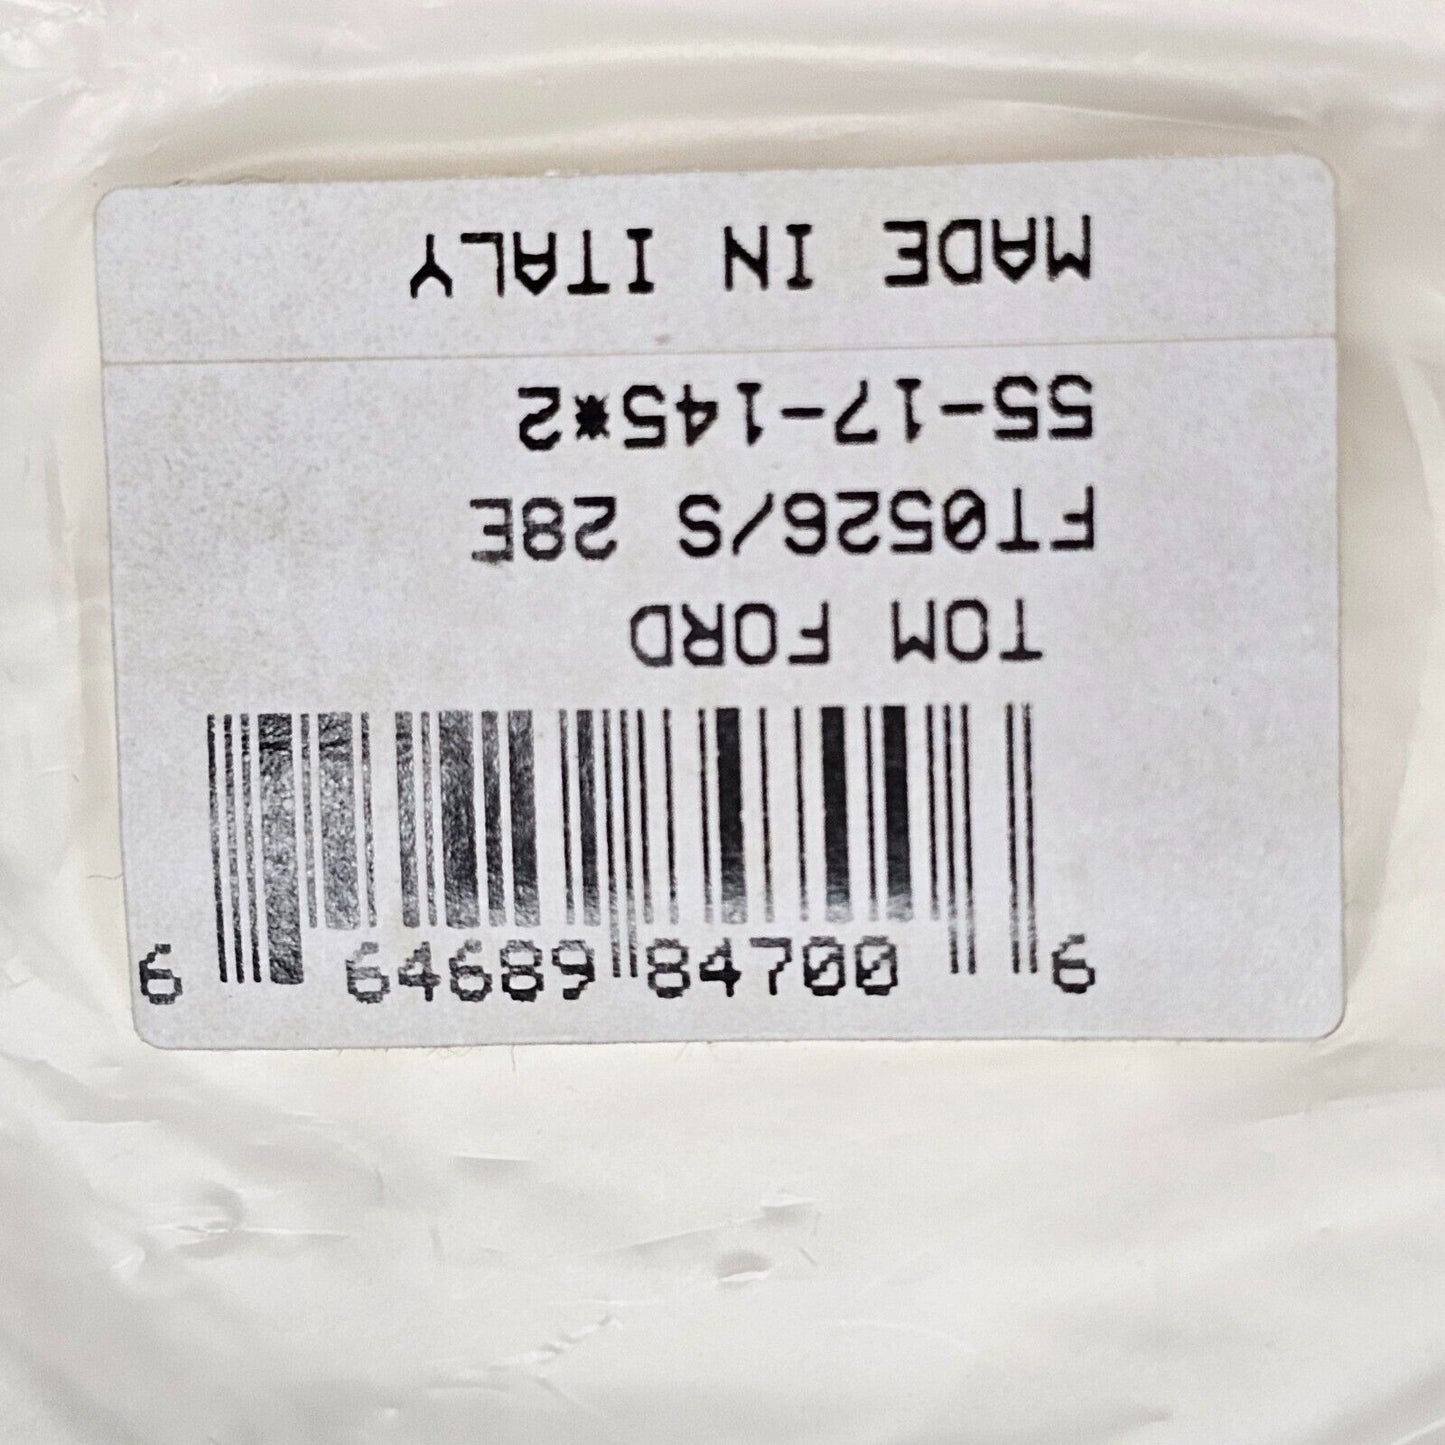 6 64689 84700 6
TOM FORD
FT0526/S 28E
55-17-145*2
MADE IN ITALY